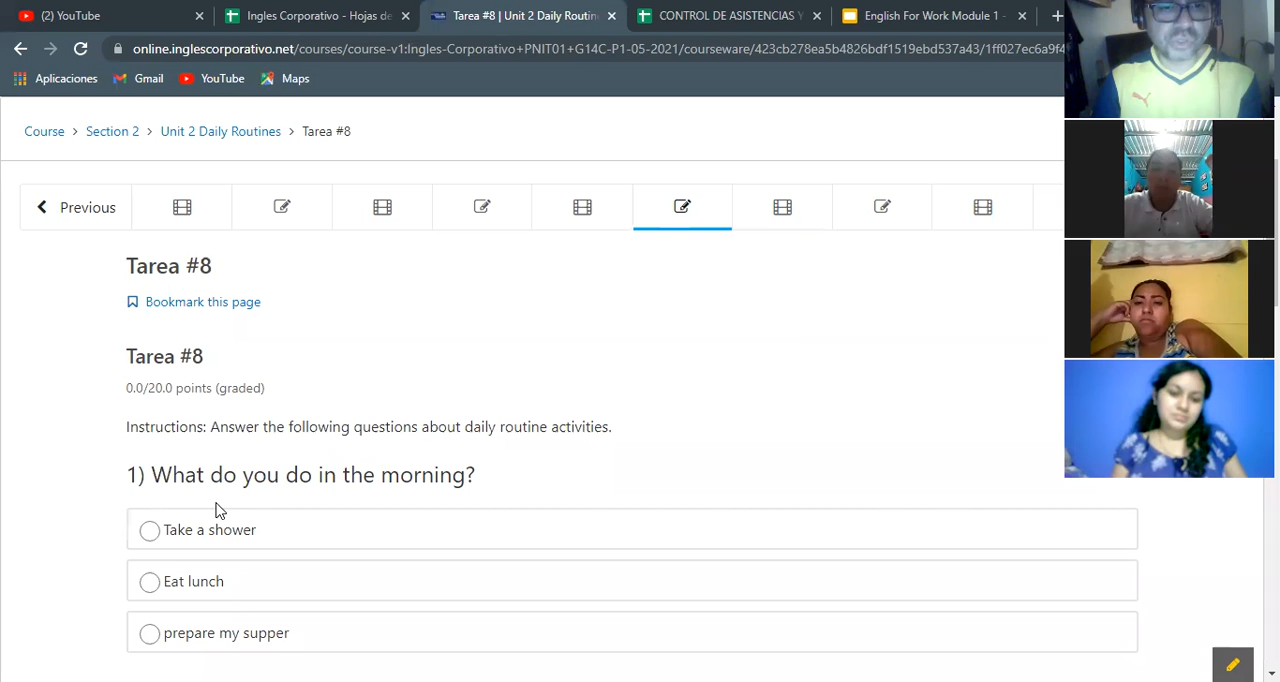 (2) YouTube
Ingles Corporativo - Hojas de
Tarea #8 | Unit 2 Daily Routin
CONTROL DE ASISTENCIAS Y
English For Work Module 1 -
online.inglescorporativo.net/courses/course-v1:Ingles-Corporativo+PNIT01+G14C-P1-05-2021/courseware/423cb278ea5b4826bdf1519ebd537a43/1ff027ec6a9f4
Aplicaciones
Gmail
YouTube
Maps
Course > Section 2 > Unit 2 Daily Routines > Tarea #8
Previous
Tarea #8
Bookmark this page
Tarea #8
0.0/20.0 points (graded)
Instructions: Answer the following questions about daily routine activities.
1) What do you do in the morning?
Take a shower
Eat lunch
prepare my supper